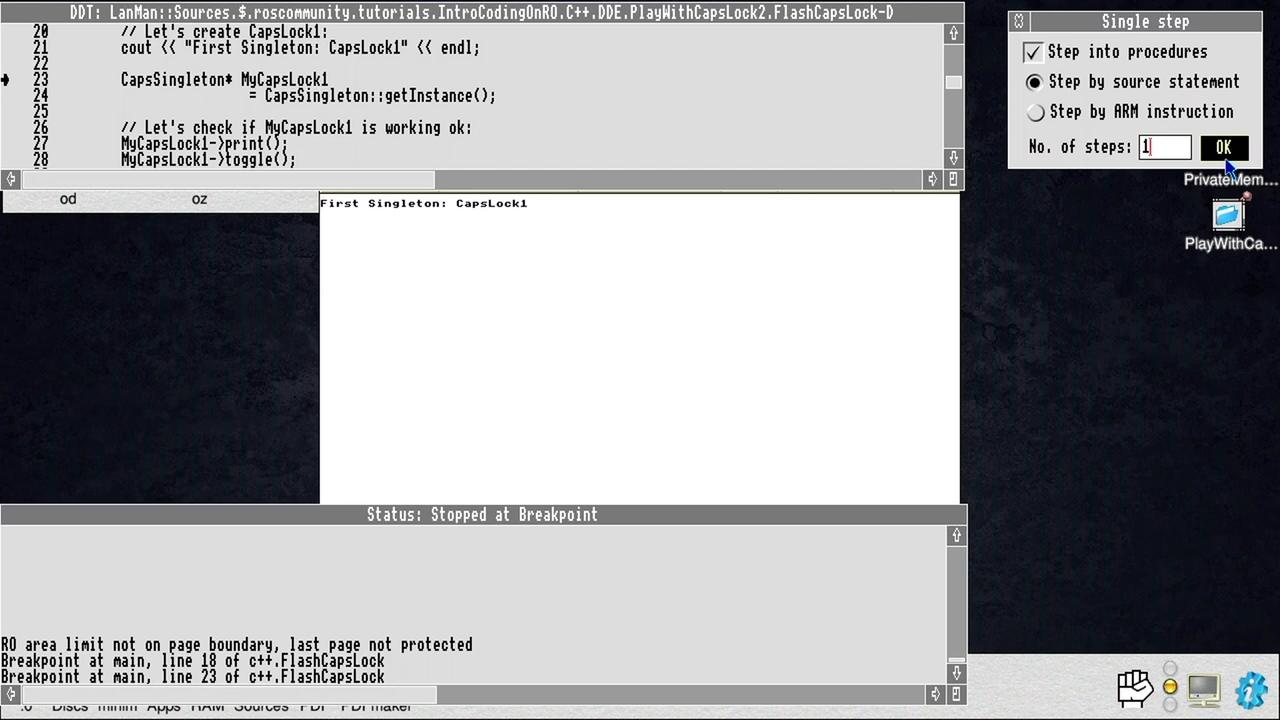 DDT: LanMan::Sources.$.roscommunity.tutorials.IntroCodingOnRO.C++.DDE.PlayWithCapsLock2.FlashCapsLock-D
20 // Let's create CapsLock1:
21 cout << "First Singleton: CapsLock1" << endl;
22
23 CapsSingleton* MyCapsLock1
24 = CapsSingleton::getInstance();
25
26 // Let's check if MyCapsLock1 is working ok:
27 MyCapsLock1->print();
28 MyCapsLock1->toggle();
Single step
Step into procedures
Step by source statement
Step by ARM instruction
No. of steps: 1 OK
PrivateMem...
PlayWithCa...
od oz
First Singleton: CapsLock1
Status: Stopped at Breakpoint
RO area limit not on page boundary, last page not protected
Breakpoint at main, line 18 of c++.FlashCapsLock
Breakpoint at main, line 23 of c++.FlashCapsLock
:0 Discs minim Apps RAM Sources PDF PDFmaker